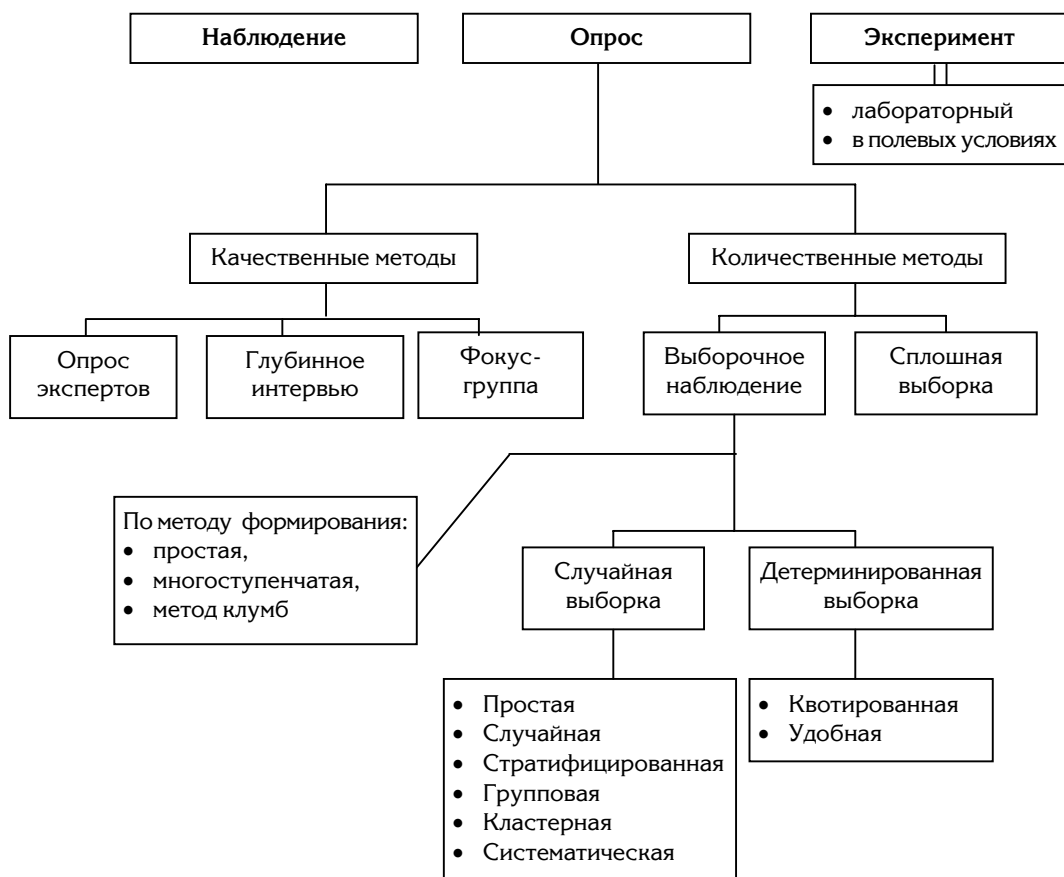 Наблюдение
Опрос
Эксперимент
• лабораторный
• в полевых условиях
Качественные методы
Количественные методы
Опрос
экспертов
Глубинное
интервью
Фокус-
группа
Выборочное
наблюдение
Сплошная
выборка
По методу формирования:
• простая,
• многоступенчатая,
• метод клумб
Случайная
выборка
Детерминированная
выборка
• Простая
• Случайная
• Стратифицированная
• Групповая
• Кластерная
• Систематическая
• Квотированная
• Удобная